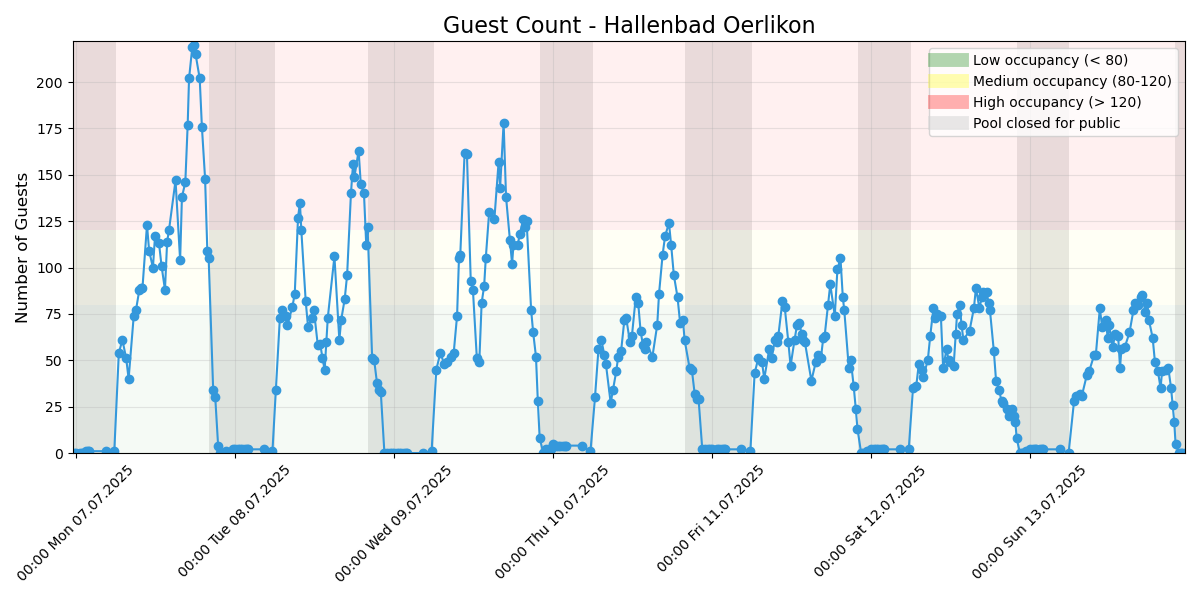 Guest Count - Hallenbad Oerlikon
Low occupancy (< 80)
Medium occupancy (80-120)
High occupancy (> 120)
Pool closed for public
Number of Guests
200
175
150
125
100
75
50
25
0
00:00 Mon 07.07.2025
00:00 Tue 08.07.2025
00:00 Wed 09.07.2025
00:00 Thu 10.07.2025
00:00 Fri 11.07.2025
00:00 Sat 12.07.2025
00:00 Sun 13.07.2025